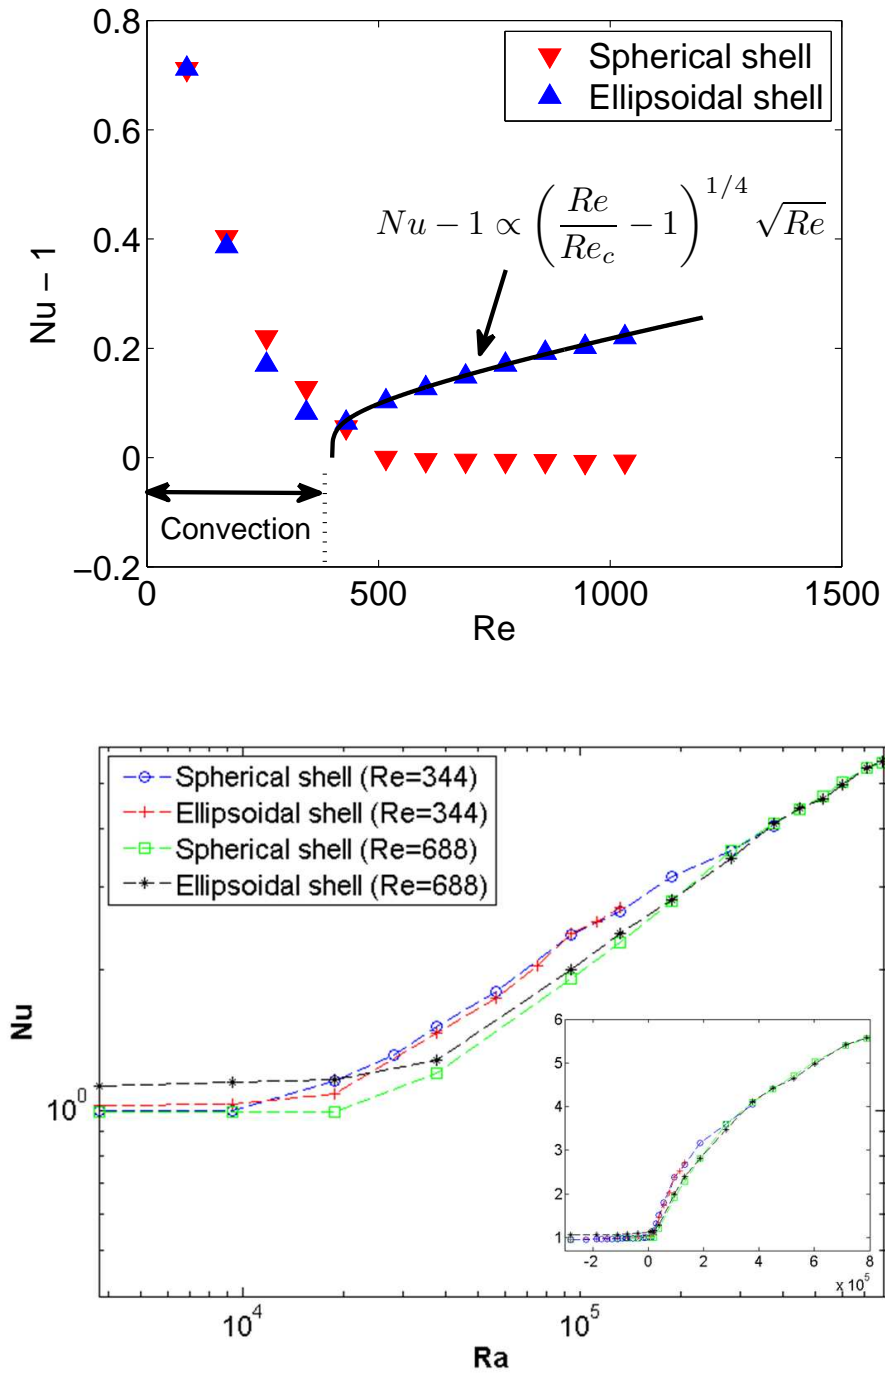 0.8
Spherical shell
Ellipsoidal shell
0.6
Nu − 1 ∝ (Re/Re_c − 1)^{1/4} √Re
0.4
Nu − 1
0.2
0
Convection
−0.2
0 500 1000 1500
Re
Spherical shell (Re=344)
Ellipsoidal shell (Re=344)
Spherical shell (Re=688)
Ellipsoidal shell (Re=688)
Nu
10^0
6
5
4
3
2
1
-2 0 2 4 6 8
x 10^5
10^4 10^5
Ra